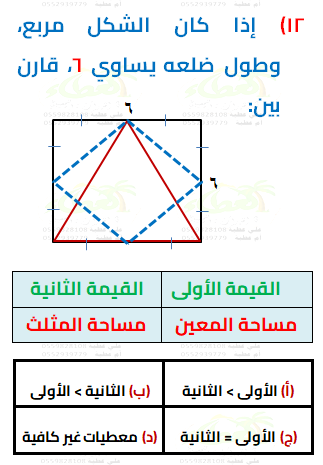 ١٢) إذا كان الشكل مربع،
وطول ضلعه يساوي ٦، قارن
بين:
٦
٦
القيمة الأولى القيمة الثانية
مساحة المعين مساحة المثلث
(أ) الأولى > الثانية (ب) الثانية > الأولى
(ج) الأولى = الثانية (د) معطيات غير كافية